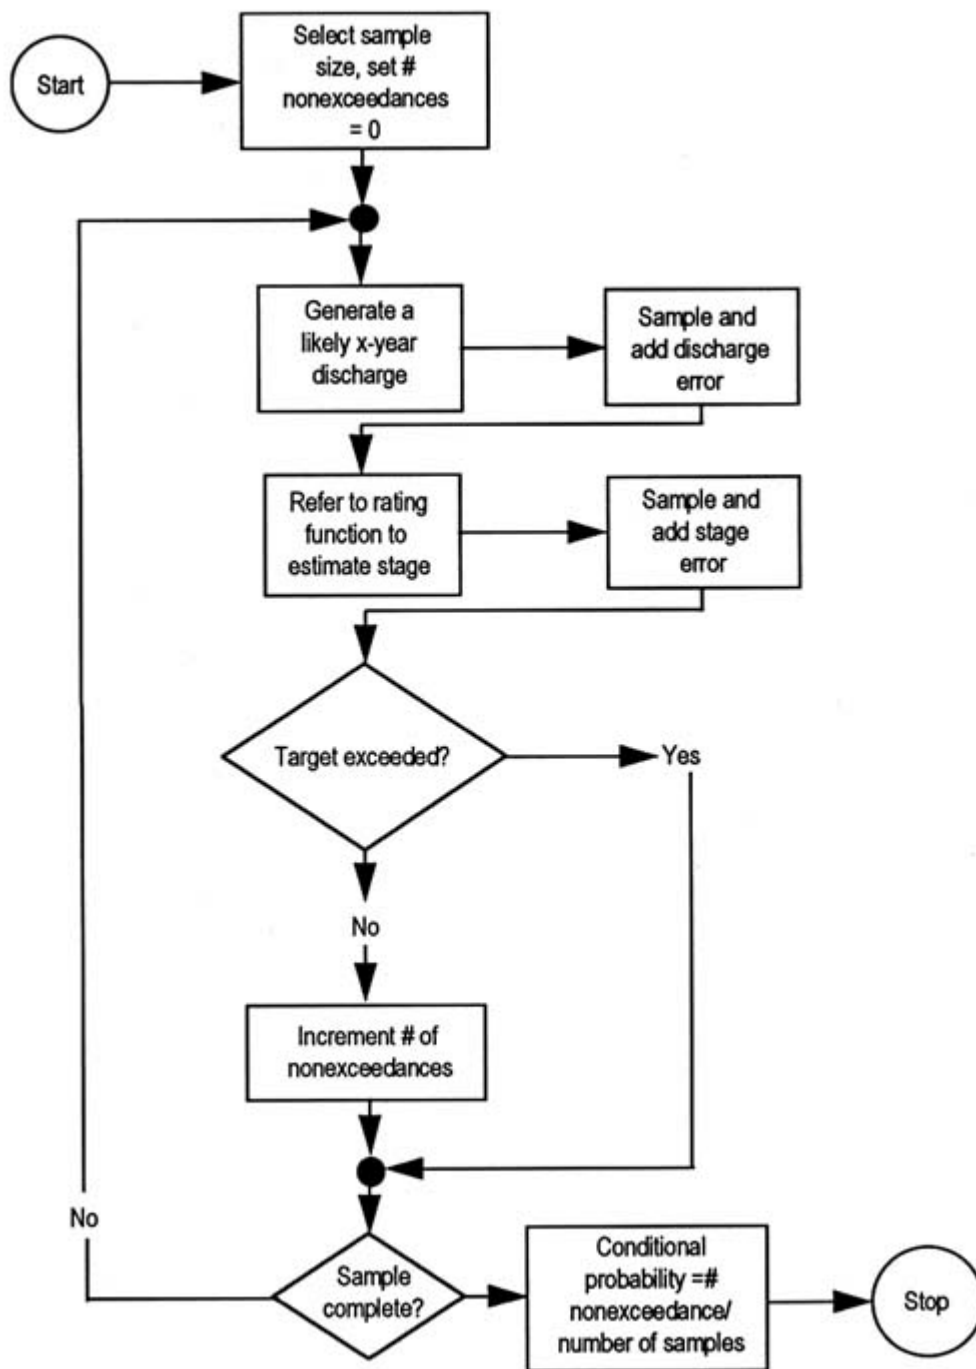 Start
Select sample
size, set #
nonexceedances
= 0
Generate a
likely x-year
discharge
Sample and
add discharge
error
Refer to rating
function to
estimate stage
Sample and
add stage
error
Target exceeded?
Yes
No
Increment # of
nonexceedances
No
Sample
complete?
Conditional
probability =#
nonexceedance/
number of samples
Stop